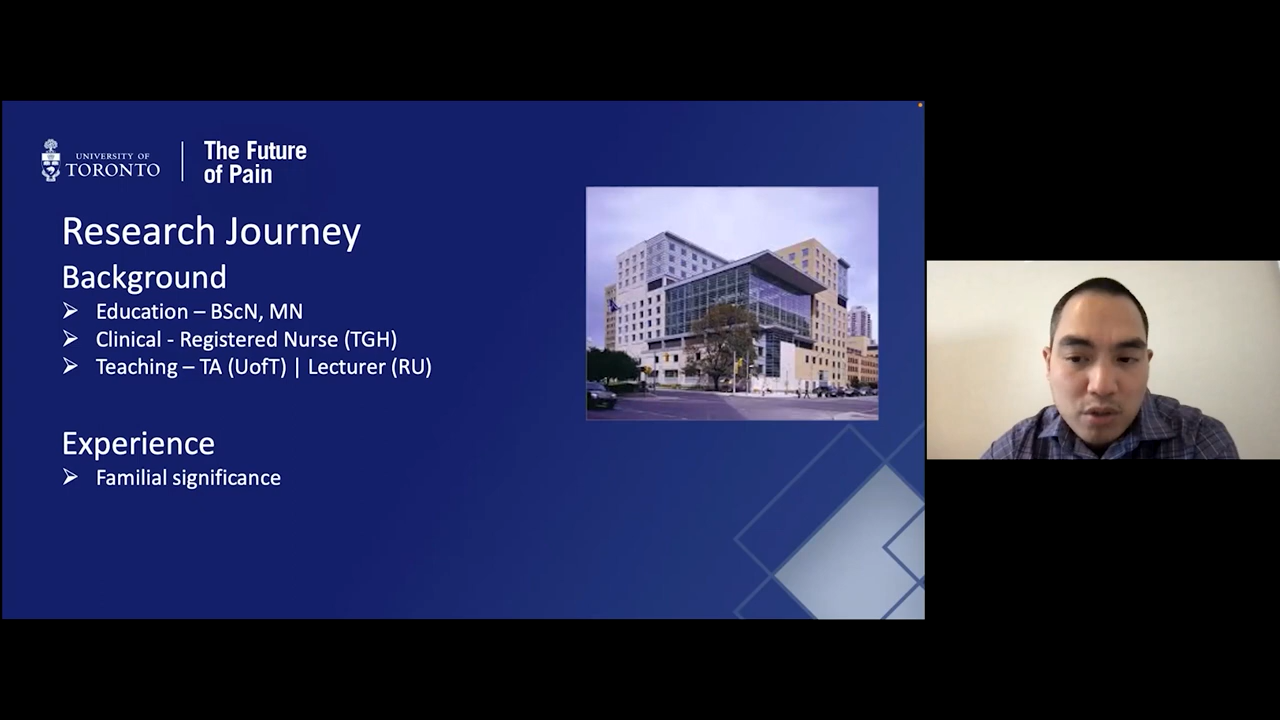 UNIVERSITY OF
TORONTO
The Future
of Pain
Research Journey
Background
Education – BScN, MN
Clinical - Registered Nurse (TGH)
Teaching – TA (UofT) | Lecturer (RU)
Experience
Familial significance